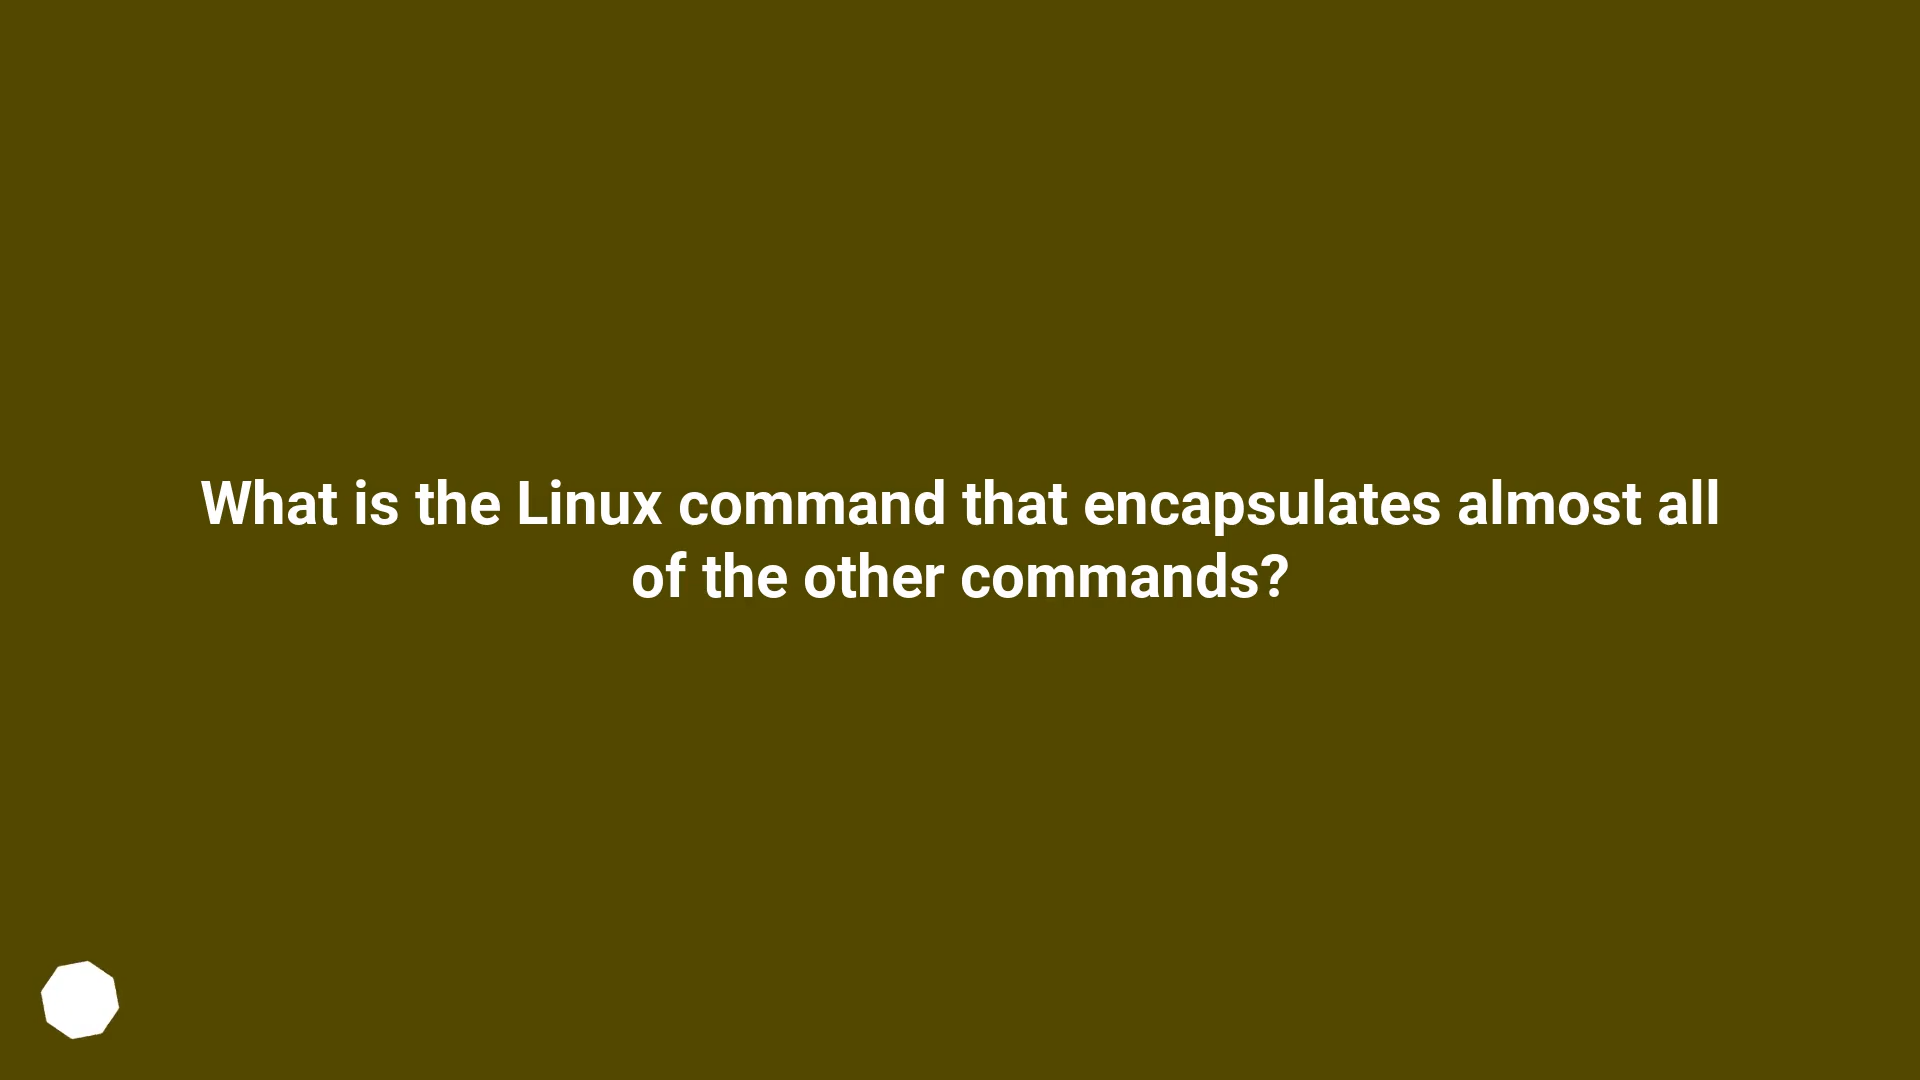 What is the Linux command that encapsulates almost all
of the other commands?